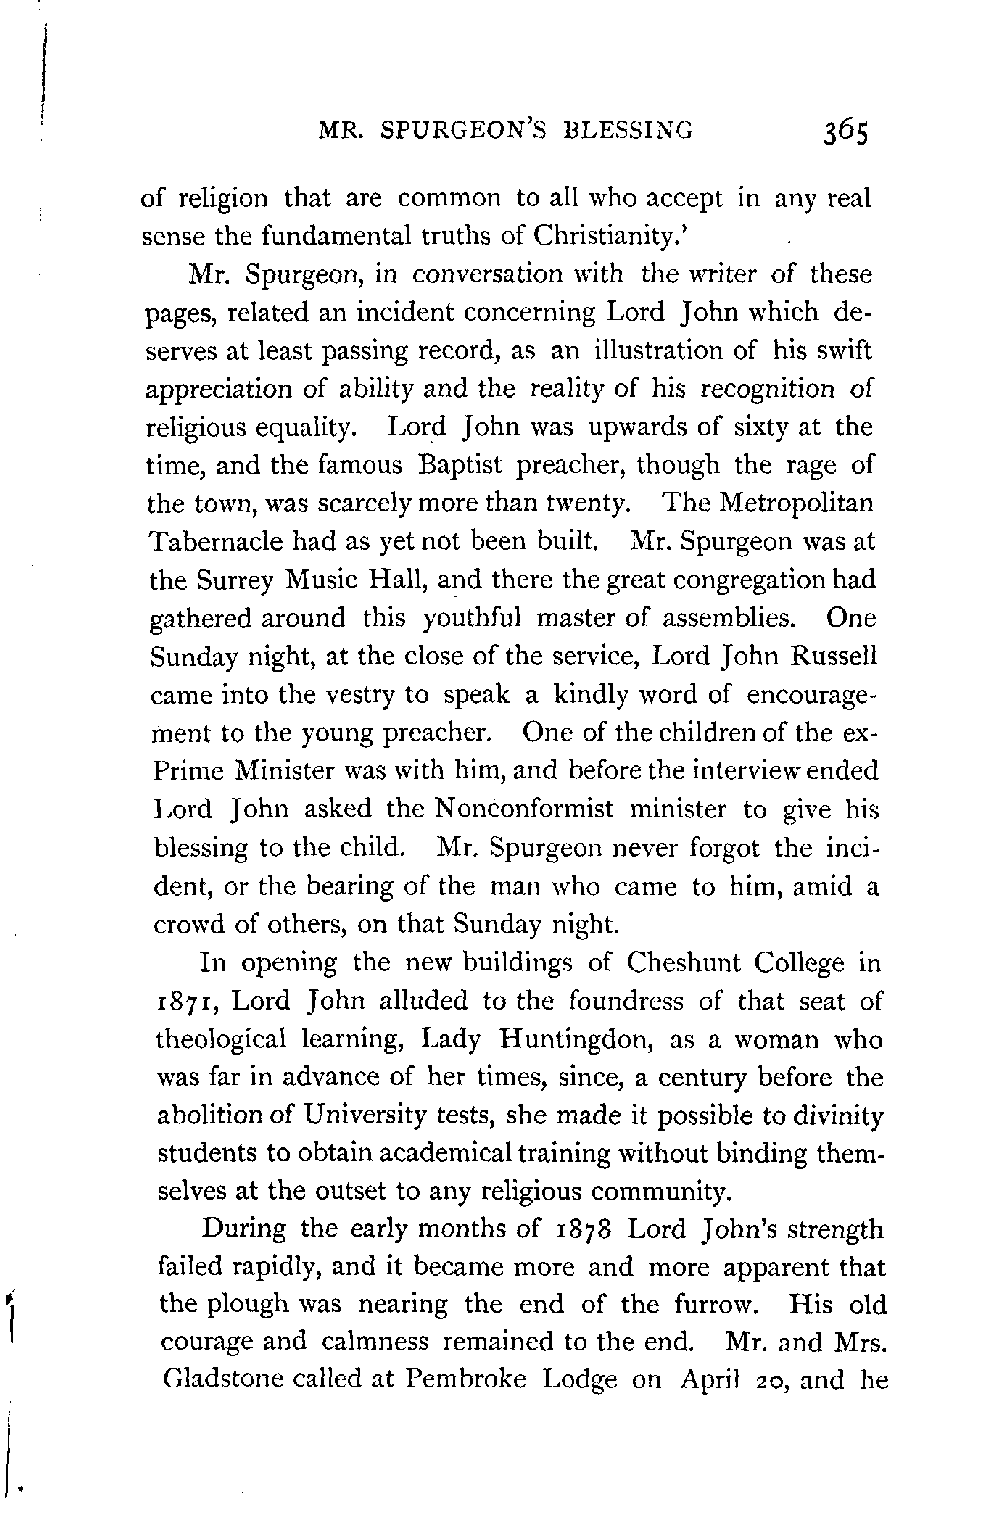 MR. SPURGEON'S BLESSING 365
of religion that are common to all who accept in any real
sense the fundamental truths of Christianity.'
Mr. Spurgeon, in conversation with the writer of these
pages, related an incident concerning Lord John which de-
serves at least passing record, as an illustration of his swift
appreciation of ability and the reality of his recognition of
religious equality. Lord John was upwards of sixty at the
time, and the famous Baptist preacher, though the rage of
the town, was scarcely more than twenty. The Metropolitan
Tabernacle had as yet not been built. Mr. Spurgeon was at
the Surrey Music Hall, and there the great congregation had
gathered around this youthful master of assemblies. One
Sunday night, at the close of the service, Lord John Russell
came into the vestry to speak a kindly word of encourage-
ment to the young preacher. One of the children of the ex-
Prime Minister was with him, and before the interview ended
Lord John asked the Nonconformist minister to give his
blessing to the child. Mr. Spurgeon never forgot the inci-
dent, or the bearing of the man who came to him, amid a
crowd of others, on that Sunday night.
In opening the new buildings of Cheshunt College in
1871, Lord John alluded to the foundress of that seat of
theological learning, Lady Huntingdon, as a woman who
was far in advance of her times, since, a century before the
abolition of University tests, she made it possible to divinity
students to obtain academical training without binding them-
selves at the outset to any religious community.
During the early months of 1878 Lord John's strength
failed rapidly, and it became more and more apparent that
the plough was nearing the end of the furrow. His old
courage and calmness remained to the end. Mr. and Mrs.
Gladstone called at Pembroke Lodge on April 20, and he